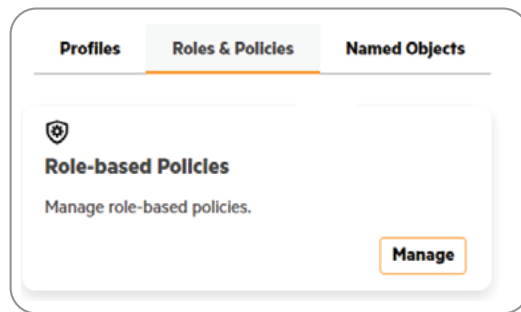 Profiles Roles & Policies Named Objects
Role-based Policies
Manage role-based policies.
Manage